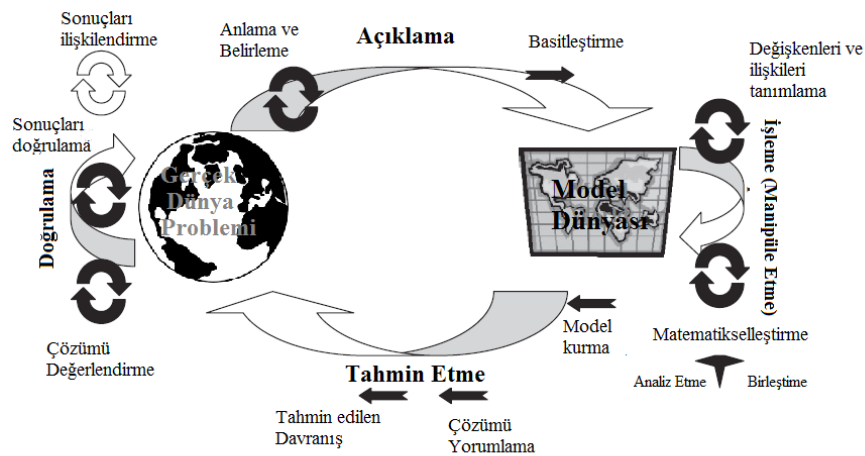 Sonuçları
ilişkilendirme
Anlama ve
Belirleme
Açıklama
Basitleştirme
Değişkenleri ve
ilişkileri
tanımlama
Sonuçları
doğrulama
Doğrulama
Gerçek
Dünya
Problemi
Model
Dünyası
İşleme (Manipüle Etme)
Çözümü
Değerlendirme
Model
kurma
Matematikselleştirme
Analiz Etme
Birleştime
Tahmin Etme
Tahmin edilen
Davranış
Çözümü
Yorumlama